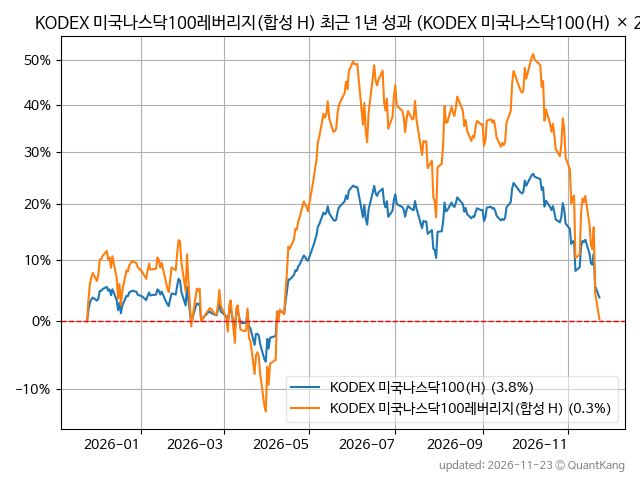 KODEX 미국나스닥100레버리지(합성 H) 최근 1년 성과 (KODEX 미국나스닥100(H) × 2
50%
40%
30%
20%
10%
0%
−10%
KODEX 미국나스닥100(H) (3.8%)
KODEX 미국나스닥100레버리지(합성 H) (0.3%)
2026-01 2026-03 2026-05 2026-07 2026-09 2026-11
updated: 2026-11-23 © QuantKang